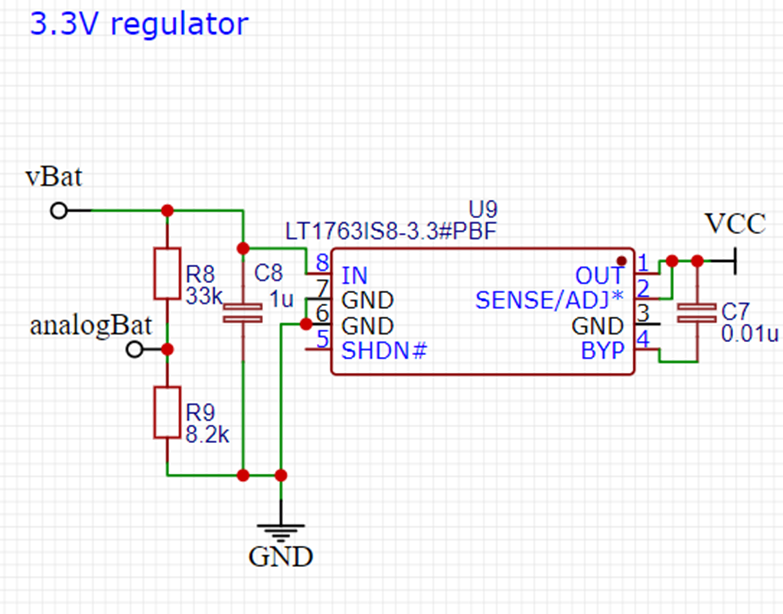 3.3V regulator
vBat
U9
LT1763IS8-3.3#PBF
VCC
R8
33k
C8
1u
8
IN
7
GND
6
GND
5
SHDN#
OUT
1
SENSE/ADJ*
2
GND
3
BYP
4
C7
0.01u
analogBat
R9
8.2k
GND